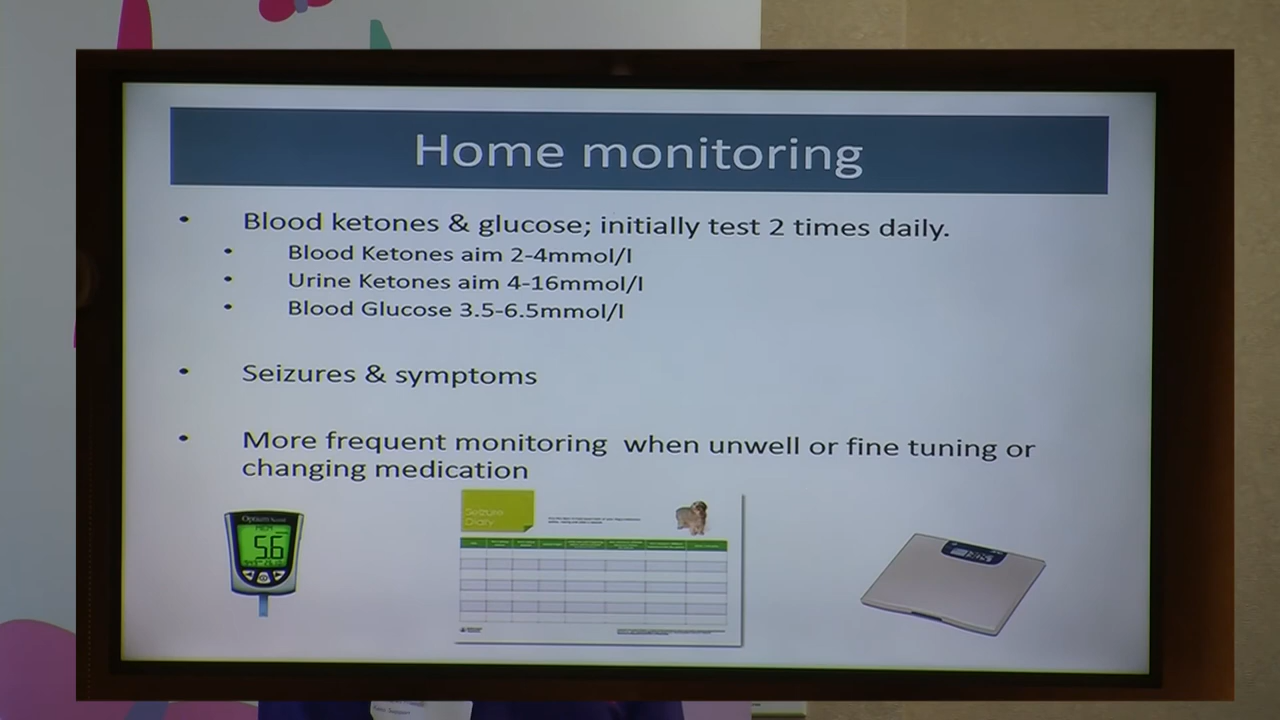 Home monitoring
• Blood ketones & glucose; initially test 2 times daily.
• Blood Ketones aim 2-4mmol/l
• Urine Ketones aim 4-16mmol/l
• Blood Glucose 3.5-6.5mmol/l
• Seizures & symptoms
• More frequent monitoring when unwell or fine tuning or
changing medication
Optium Xceed
5.6
Seizure
Diary